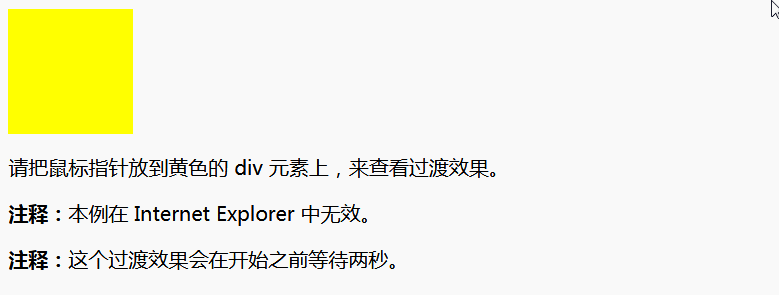 请把鼠标指针放到黄色的 div 元素上，来查看过渡效果。
注释：本例在 Internet Explorer 中无效。
注释：这个过渡效果会在开始之前等待两秒。